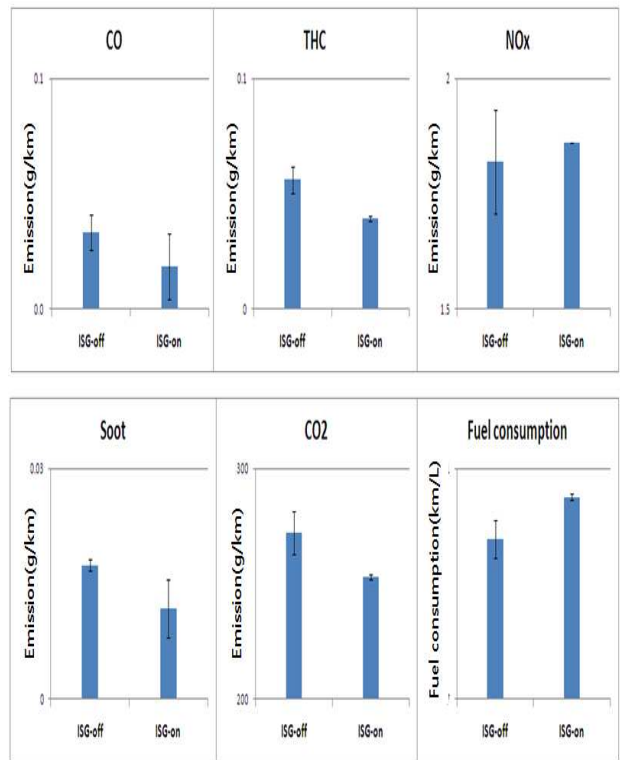 CO
THC
NOx
0.1
0.1
2
Emission(g/km)
Emission(g/km)
Emission(g/km)
0.0
0
1.5
ISG-off ISG-on
ISG-off ISG-on
ISG-off ISG-on
Soot
CO2
Fuel consumption
0.03
300
Emission(g/km)
Emission(g/km)
Fuel consumption(km/L)
0
200
ISG-off ISG-on
ISG-off ISG-on
ISG-off ISG-on